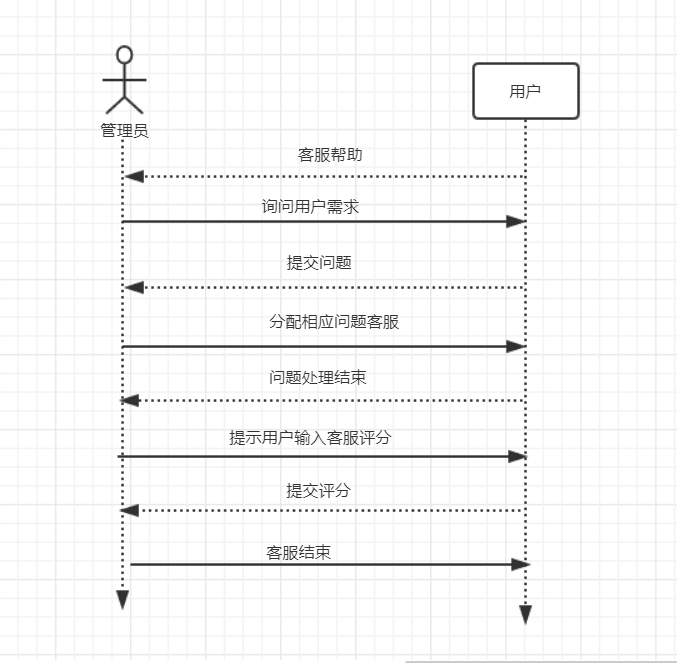 用户
管理员
客服帮助
询问用户需求
提交问题
分配相应问题客服
问题处理结束
提示用户输入客服评分
提交评分
客服结束